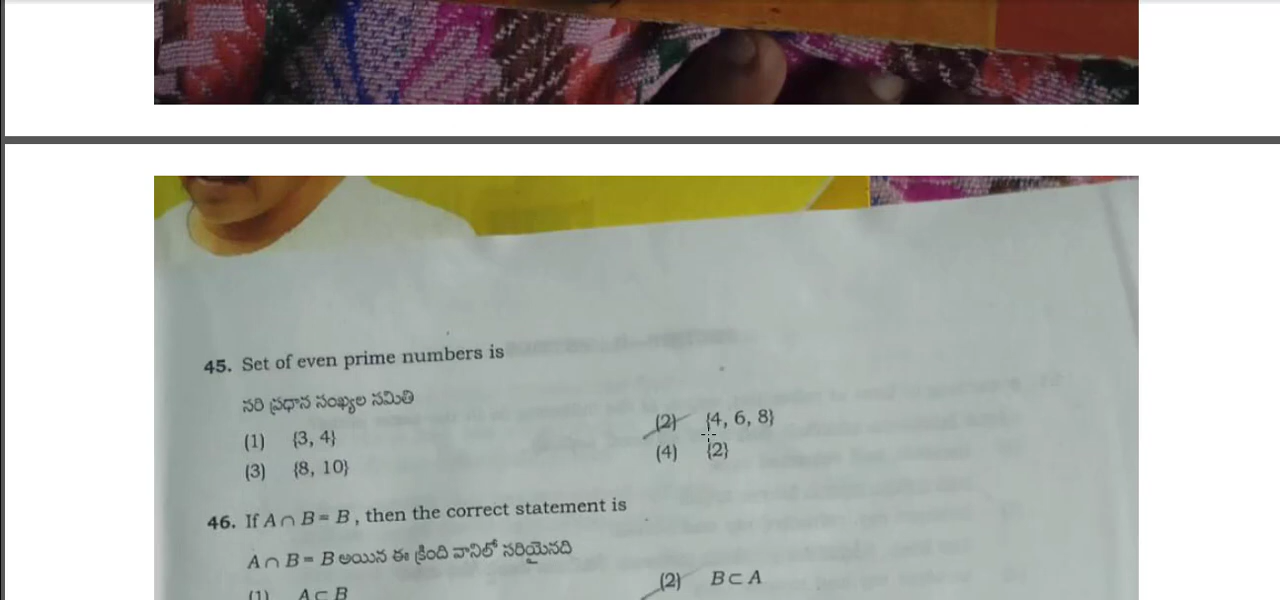 45. Set of even prime numbers is
సరి ప్రధాన సంఖ్యల సమితి
(1) {3, 4}
(2) {4, 6, 8}
(3) {8, 10}
(4) {2}
46. If A ∩ B = B, then the correct statement is
A ∩ B = B అయిన ఈ క్రింది వానిలో సరియైనది
(1) A ⊂ B
(2) B ⊂ A